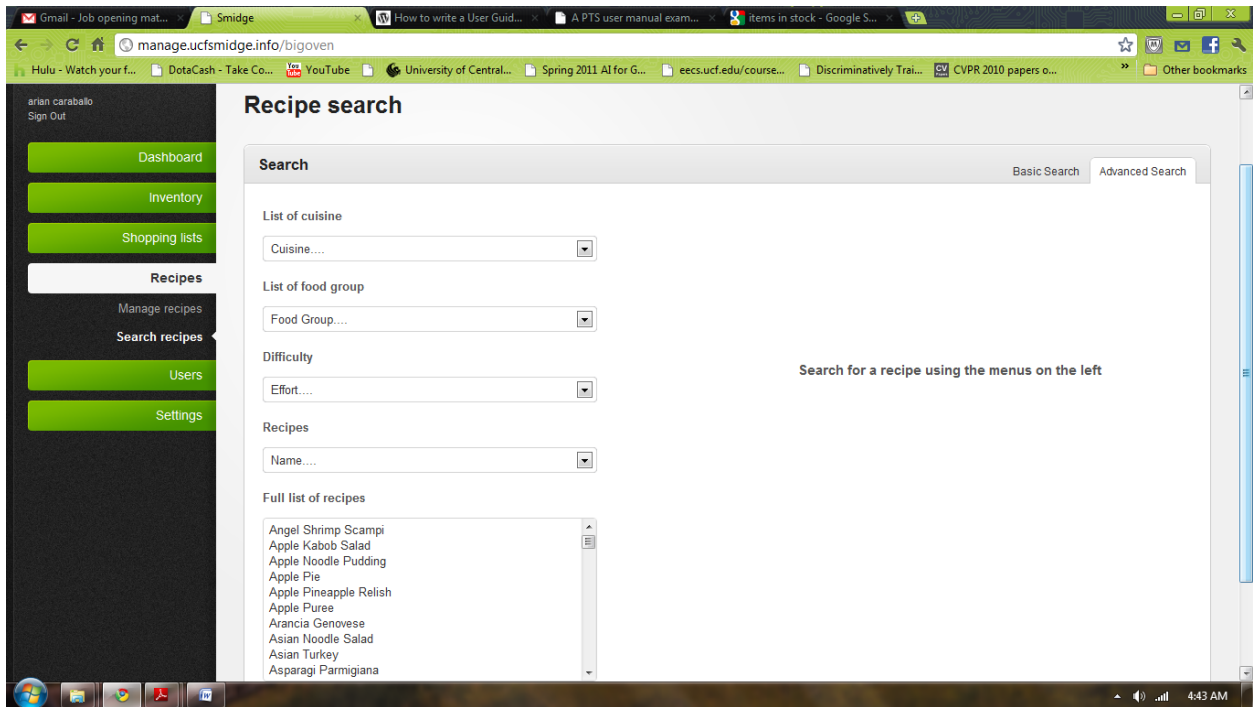 Gmail - Job opening mat...
Smidge
How to write a User Guid...
A PTS user manual exam...
items in stock - Google S...
manage.ucfsmidge.info/bigoven
Hulu - Watch your f...
DotaCash - Take Co...
YouTube
University of Central...
Spring 2011 AI for G...
eecs.ucf.edu/course...
Discriminatively Trai...
CVPR 2010 papers o...
»
Other bookmarks
arian caraballo
Sign Out
Dashboard
Inventory
Shopping lists
Recipes
Manage recipes
Search recipes
Users
Settings
Recipe search
Search
Basic Search
Advanced Search
List of cuisine
Cuisine....
List of food group
Food Group....
Difficulty
Effort....
Recipes
Name....
Full list of recipes
Angel Shrimp Scampi
Apple Kabob Salad
Apple Noodle Pudding
Apple Pie
Apple Pineapple Relish
Apple Puree
Arancia Genovese
Asian Noodle Salad
Asian Turkey
Asparagi Parmigiana
Search for a recipe using the menus on the left
4:43 AM